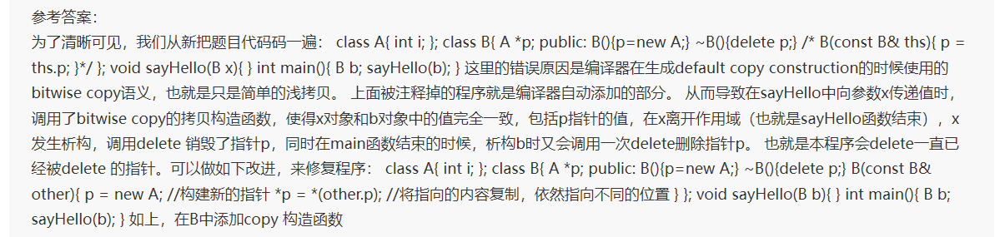 参考答案：
为了清晰可见，我们从新把题目代码码一遍： class A{ int i; }; class B{ A *p; public: B(){p=new A;} ~B(){delete p;} /* B(const B& ths){ p =
ths.p; }*/ }; void sayHello(B x){ } int main(){ B b; sayHello(b); } 这里的错误原因是编译器在生成default copy construction的时候使用的
bitwise copy语义，也就是只是简单的浅拷贝。 上面被注释掉的程序就是编译器自动添加的部分。 从而导致在sayHello中向参数x传递值时，
调用了bitwise copy的拷贝构造函数，使得x对象和b对象中的值完全一致，包括p指针的值，在x离开作用域（也就是sayHello函数结束），x
发生析构，调用delete 销毁了指针p，同时在main函数结束的时候，析构b时又会调用一次delete删除指针p。 也就是本程序会delete一直已
经被delete 的指针。可以做如下改进，来修复程序： class A{ int i; }; class B{ A *p; public: B(){p=new A;} ~B(){delete p;} B(const B&
other){ p = new A; //构建新的指针 *p = *(other.p); //将指向的内容复制，依然指向不同的位置 } }; void sayHello(B b){ } int main(){ B b;
sayHello(b); } 如上，在B中添加copy 构造函数